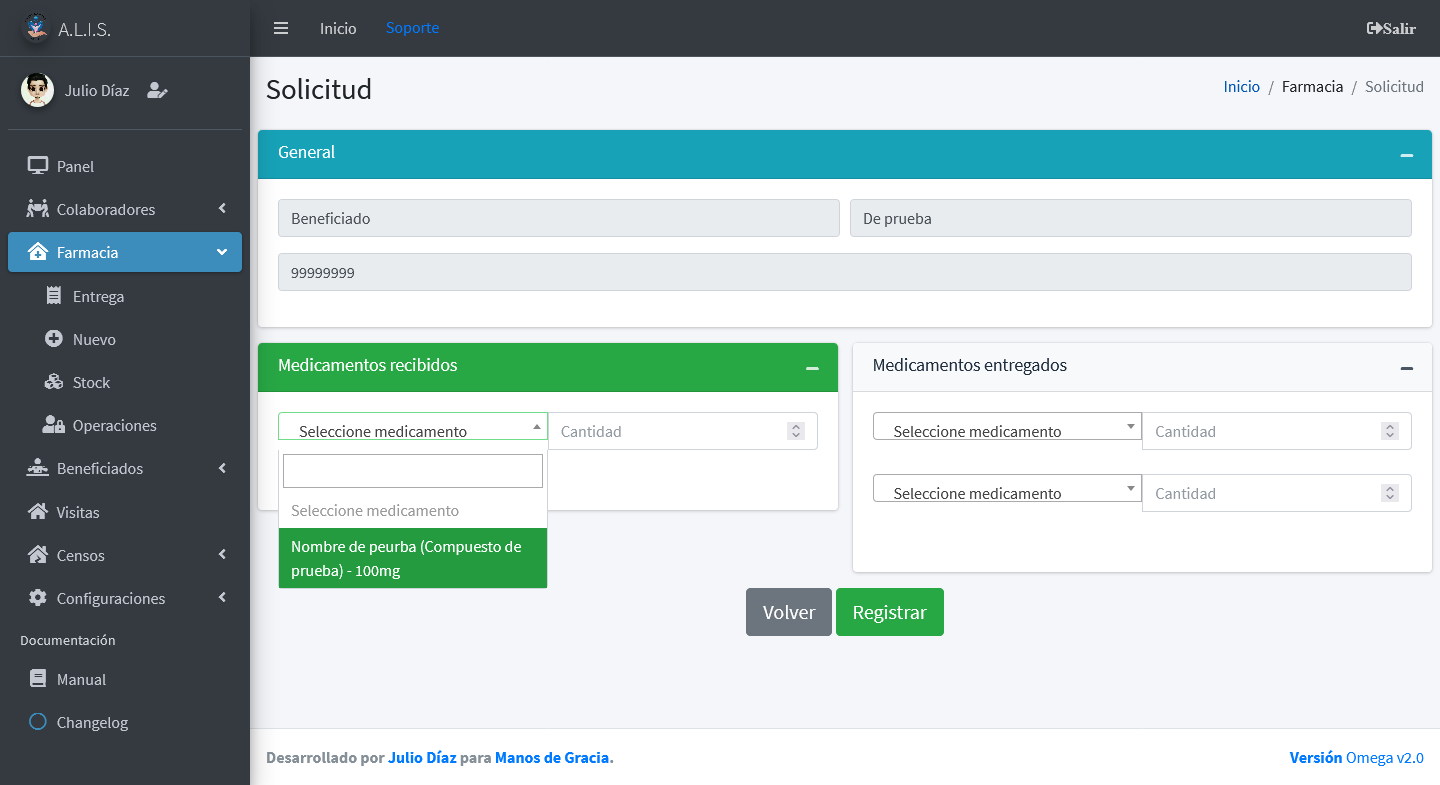 A.L.I.S.
Inicio
Soporte
Salir
Julio Díaz
Panel
Colaboradores
Farmacia
Entrega
Nuevo
Stock
Operaciones
Beneficiados
Visitas
Censos
Configuraciones
Documentación
Manual
Changelog
Solicitud
Inicio / Farmacia / Solicitud
General
Beneficiado
De prueba
99999999
Medicamentos recibidos
Seleccione medicamento
Cantidad
Seleccione medicamento
Nombre de peurba (Compuesto de
prueba) - 100mg
Medicamentos entregados
Seleccione medicamento
Cantidad
Seleccione medicamento
Cantidad
Volver
Registrar
Desarrollado por Julio Díaz para Manos de Gracia.
Versión Omega v2.0